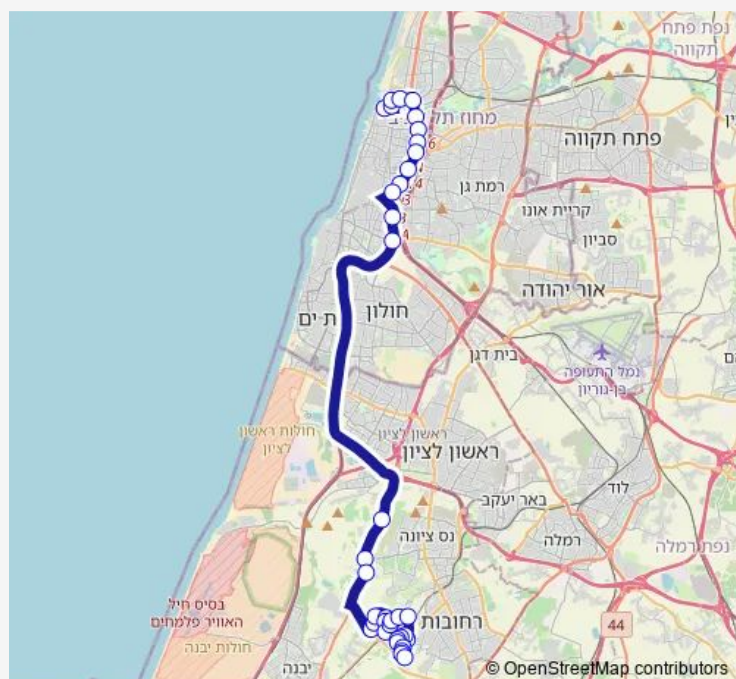 נפת פתח
תקווה
מחוז תל
פתח תקווה
רמת גן
קריית אונו
סביון
אור יהודה
חולון
ת ים
בית דגן
נמל התעופה
בן-גוריון
חולות ראשון
לציון
ראשון לציון
ראשון לציון
לוד
באר יעקב
רמלה
נפת רמלה
נס ציונה
בסיס חיל
האוויר פלמחים
רחובות
44
חולות יבנה
יבנה
© OpenStreetMap contributors